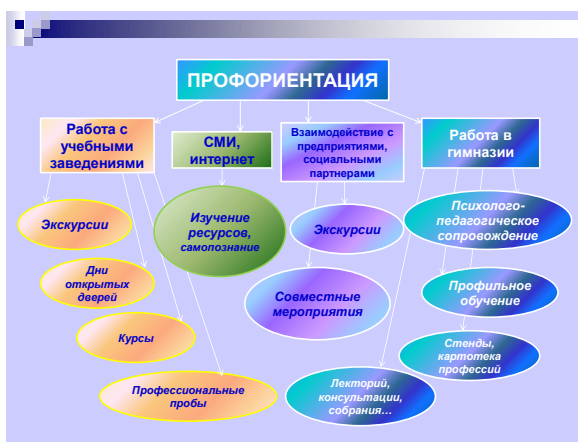 ПРОФОРИЕНТАЦИЯ
Работа с
учебными
заведениями
СМИ,
интернет
Взаимодействие с
предприятиями,
социальными
партнерами
Работа в
гимназии
Экскурсии
Дни
открытых
дверей
Курсы
Профессиональные
пробы
Изучение
ресурсов,
самопознание
Экскурсии
Совместные
мероприятия
Психолого-
педагогическое
сопровождение
Профильное
обучение
Стенды,
картотека
профессий
Лекторий,
консультации,
собрания…